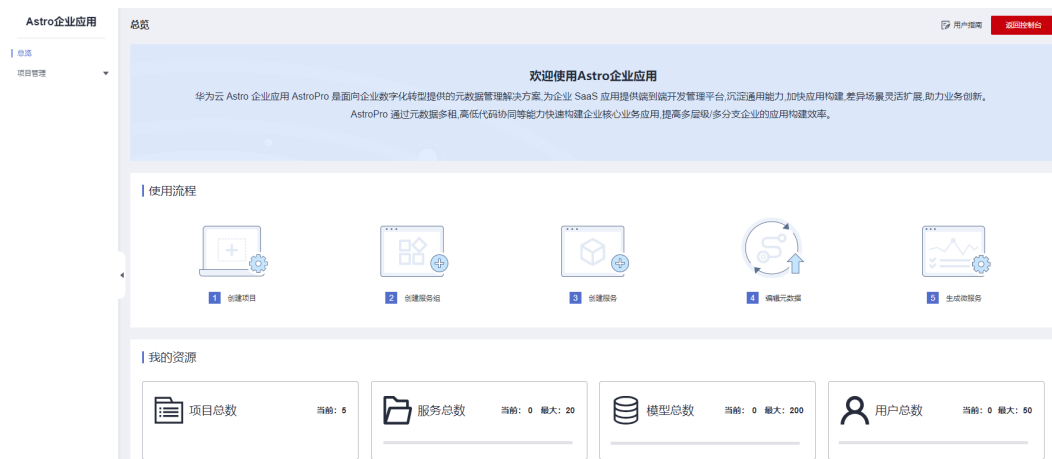 Astro企业应用
总览
用户指南
返回控制台
总览
项目管理
欢迎使用Astro企业应用
华为云 Astro 企业应用 AstroPro 是面向企业数字化转型提供的元数据管理解决方案,为企业 SaaS 应用提供端到端开发管理平台,沉淀通用能力,加快应用构建,差异场景灵活扩展,助力业务创新。
AstroPro 通过元数据多租,高低代码协同等能力快速构建企业核心业务应用,提高多层级/多分支企业的应用构建效率。
使用流程
1 创建项目
2 创建服务组
3 创建服务
4 编辑元数据
5 生成微服务
我的资源
项目总数 当前: 5
服务总数 当前: 0 最大: 20
模型总数 当前: 0 最大: 200
用户总数 当前: 0 最大: 50